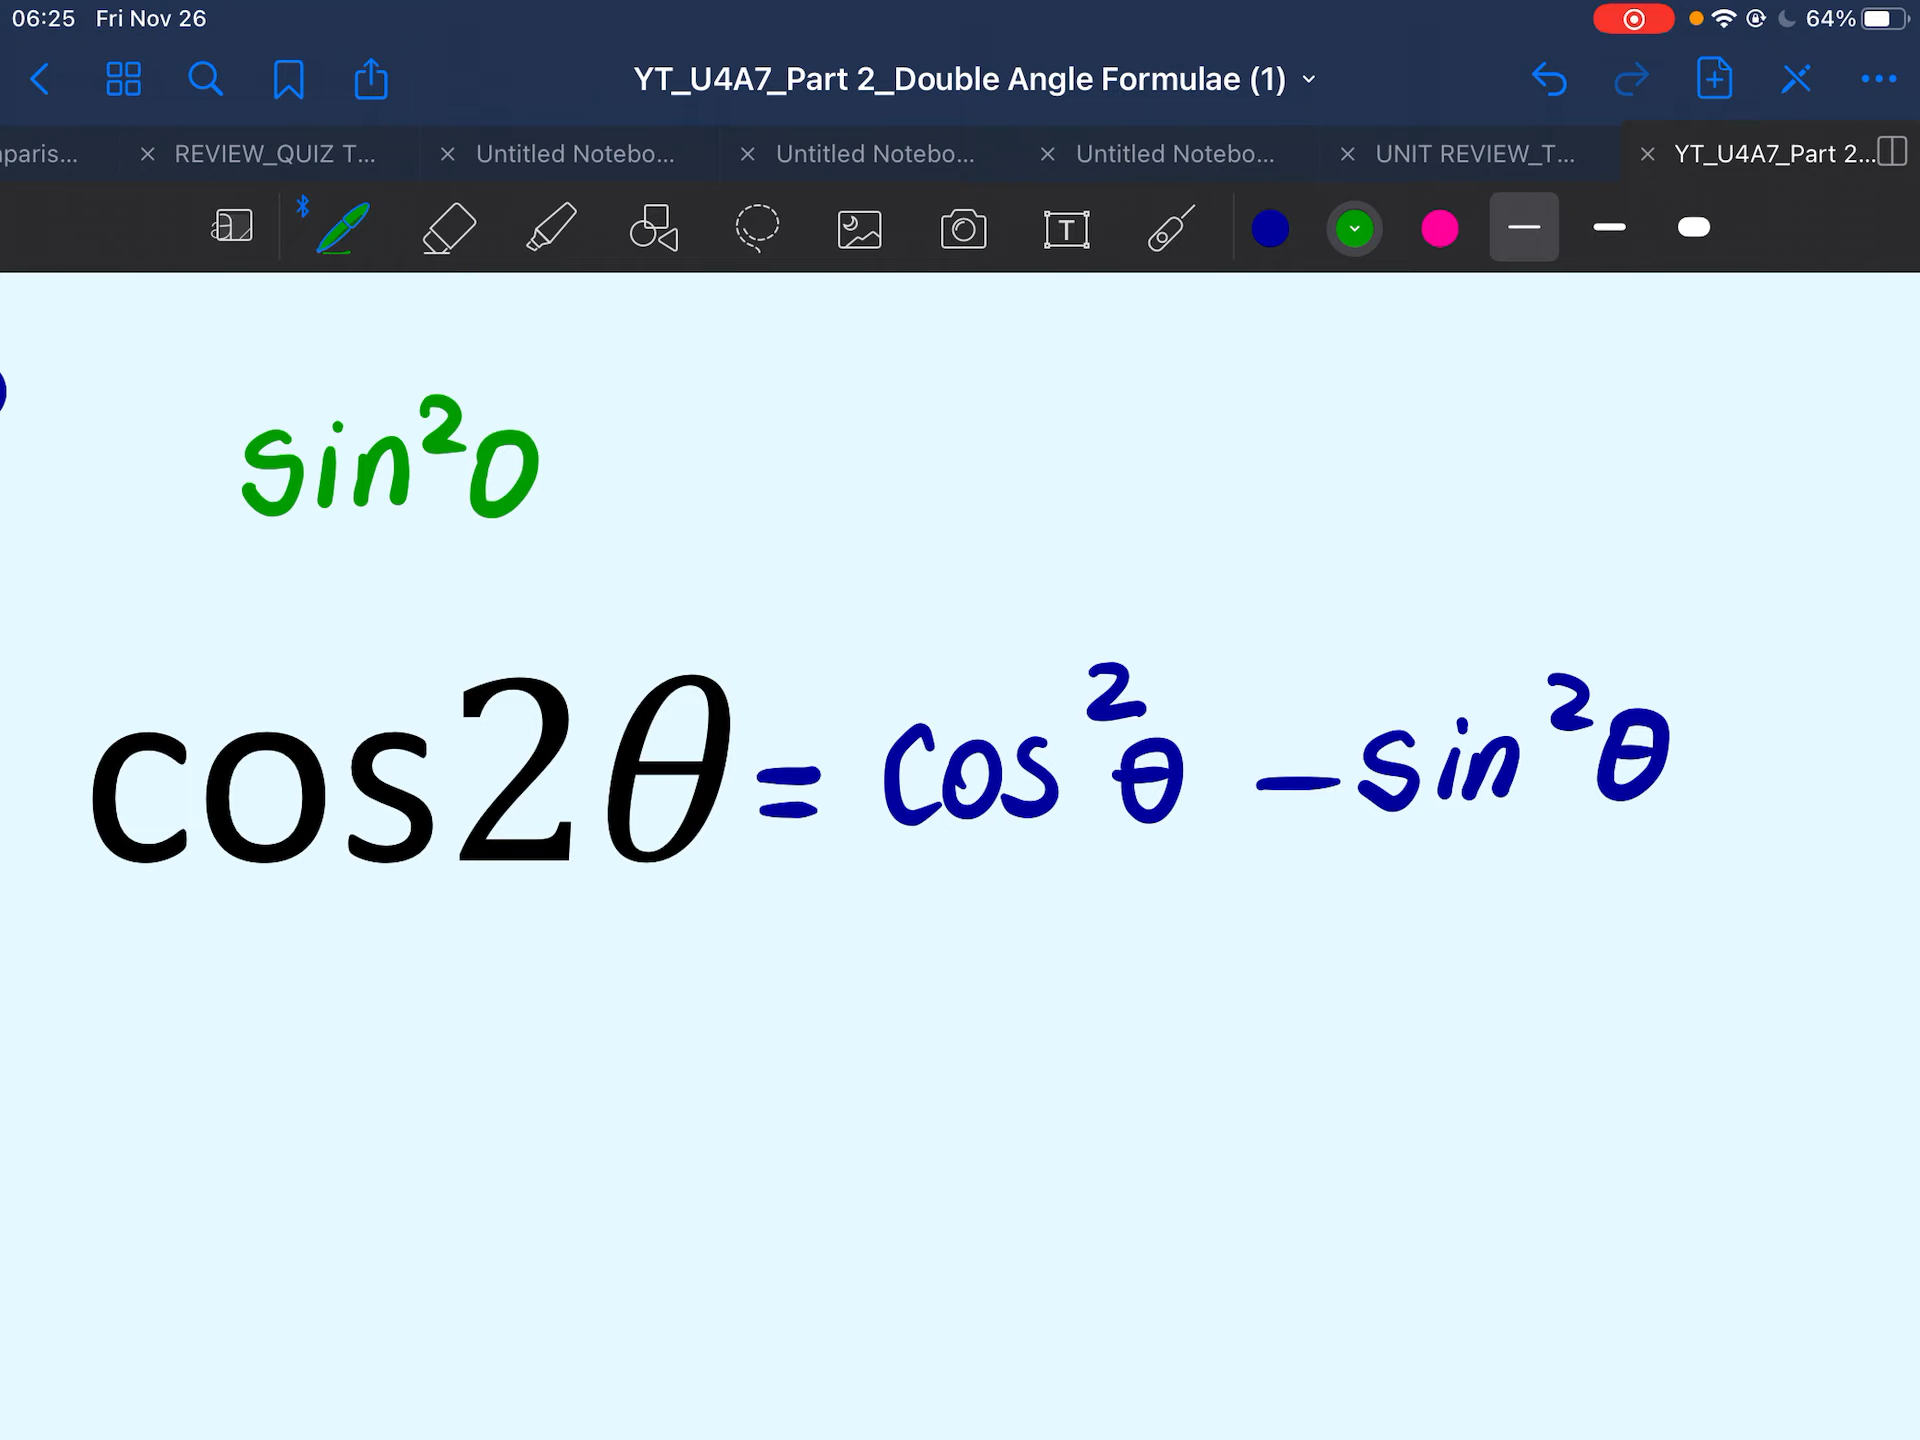 06:25 Fri Nov 26 64%
YT_U4A7_Part 2_Double Angle Formulae (1)
paris... REVIEW_QUIZ T... Untitled Notebo... Untitled Notebo... Untitled Notebo... UNIT REVIEW_T... YT_U4A7_Part 2...
T
sin²0
cos2θ = cos²θ – sin²θ